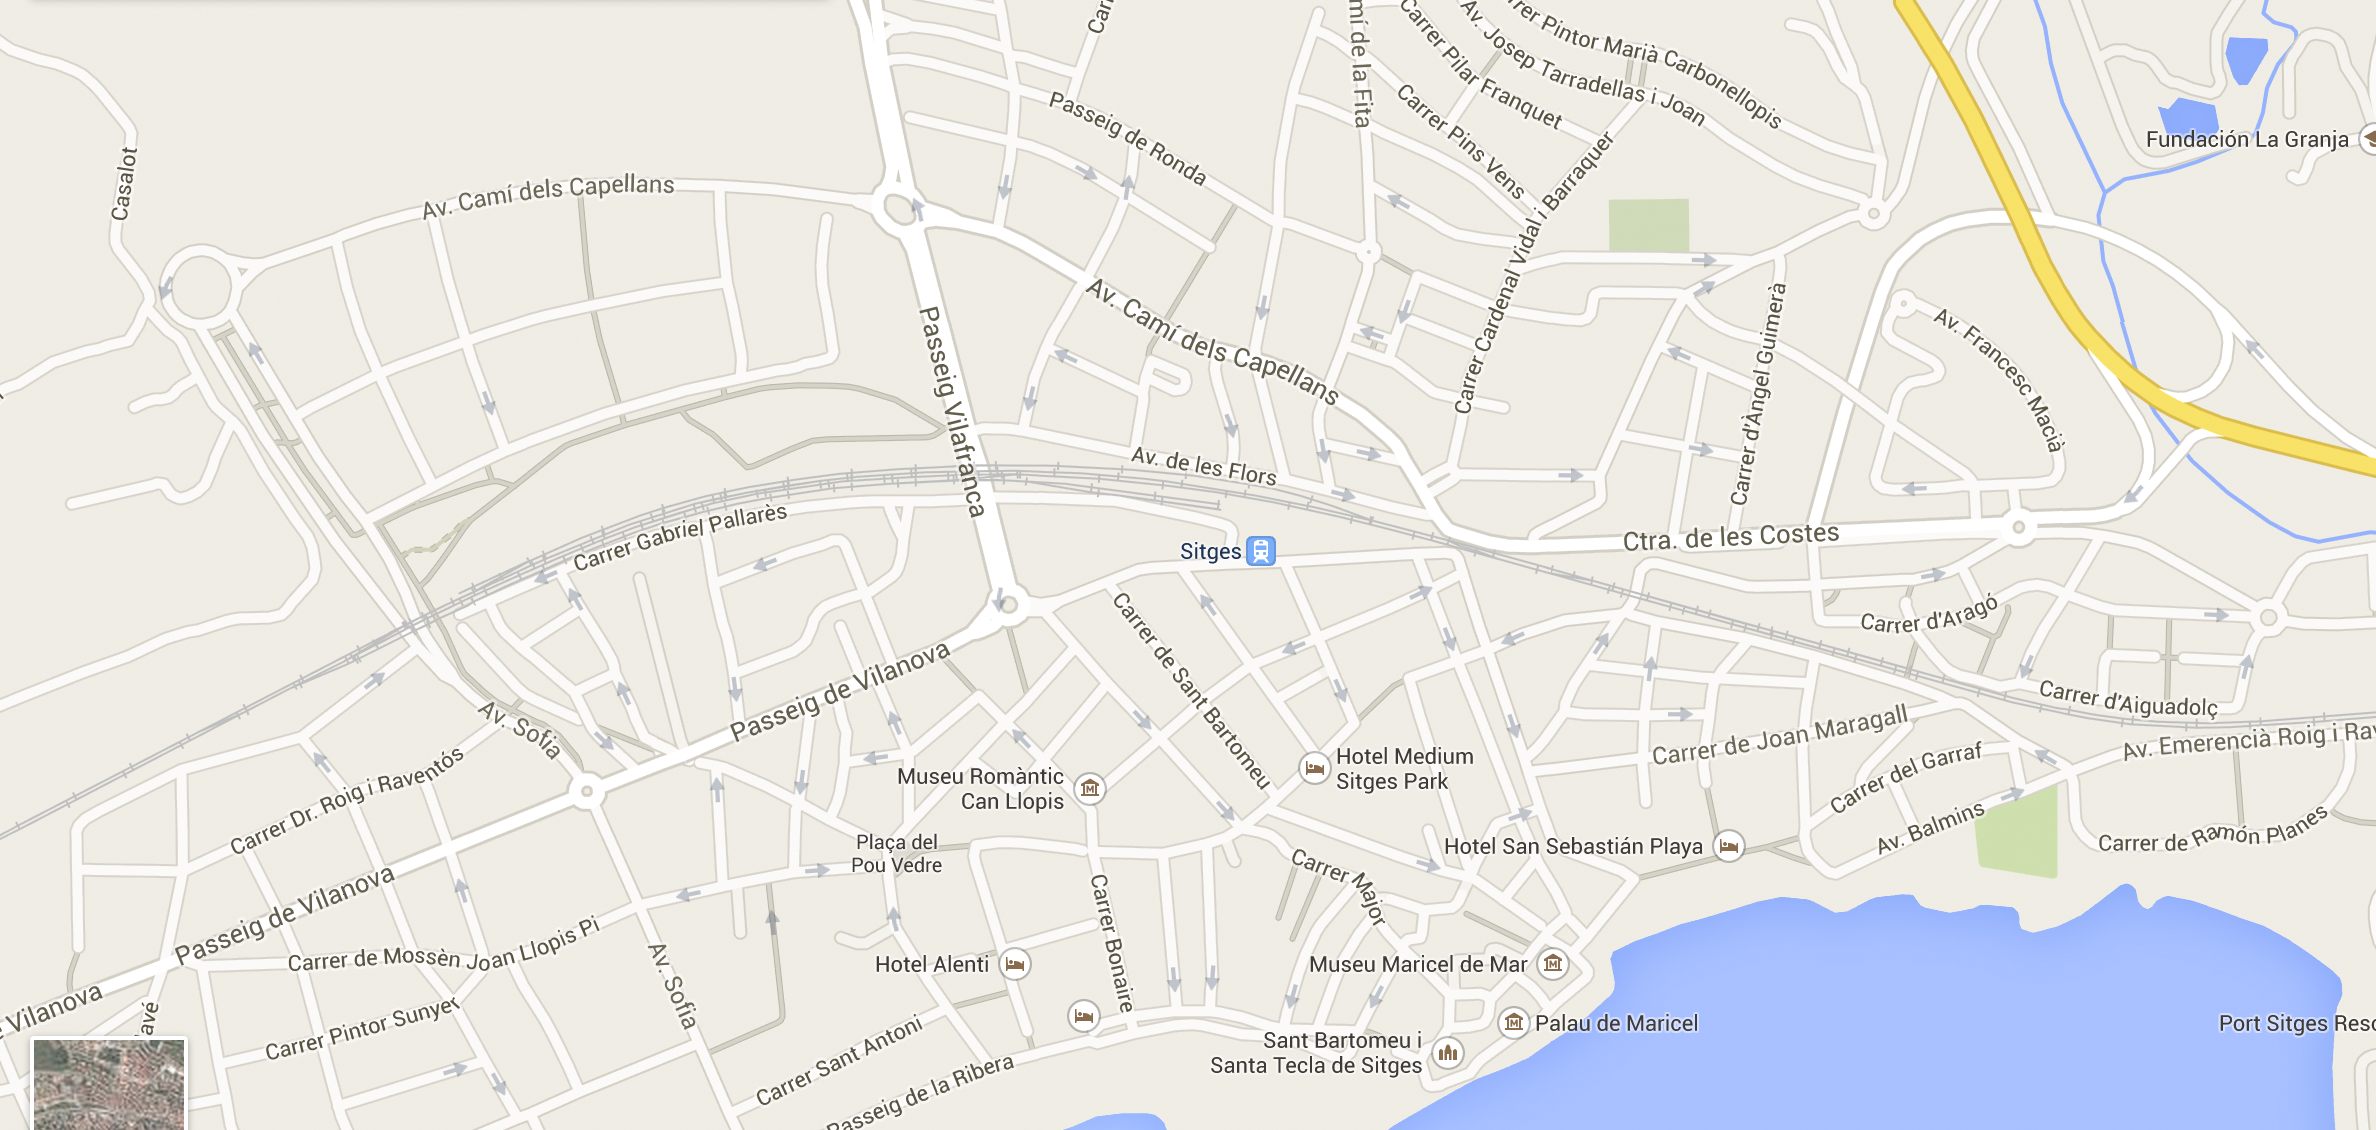 Casalot
Av. Camí dels Capellans
Passeig de Ronda
Camí de la Fita
Carrer Pilar Franquet
Av. Josep Tarradellas i Joan
Carrer Pintor Marià Carbonell
Carrer Pins Vens
Carrer Cardenal Vidal i Barraquer
Fundación La Granja
Av. Camí dels Capellans
Passeig Vilafranca
Av. de les Flors
Carrer d'Àngel Guimerà
Av. Francesc Macià
Carrer Gabriel Pallarès
Sitges
Ctra. de les Costes
Carrer d'Aragó
Carrer d'Aiguadolç
Av. Sofia
Passeig de Vilanova
Carrer de Sant Bartomeu
Carrer de Joan Maragall
Av. Emerencià Roig i
Carrer Dr. Roig i Raventós
Museu Romàntic
Can Llopis
Hotel Medium
Sitges Park
Carrer del Garraf
Av. Balmins
Carrer de Ramón Planes
Plaça del
Pou Vedre
Hotel San Sebastián Playa
Carrer Major
Passeig de Vilanova
Carrer de Mossèn Joan Llopis Pi
Carrer Bonaire
Hotel Alenti
Museu Maricel de Mar
Av. Sofia
Vilanova
Carrer Pintor Sunyer
Palau de Maricel
Port Sitges
Sant Bartomeu i
Santa Tecla de Sitges
Carrer Sant Antoni
Passeig de la Ribera